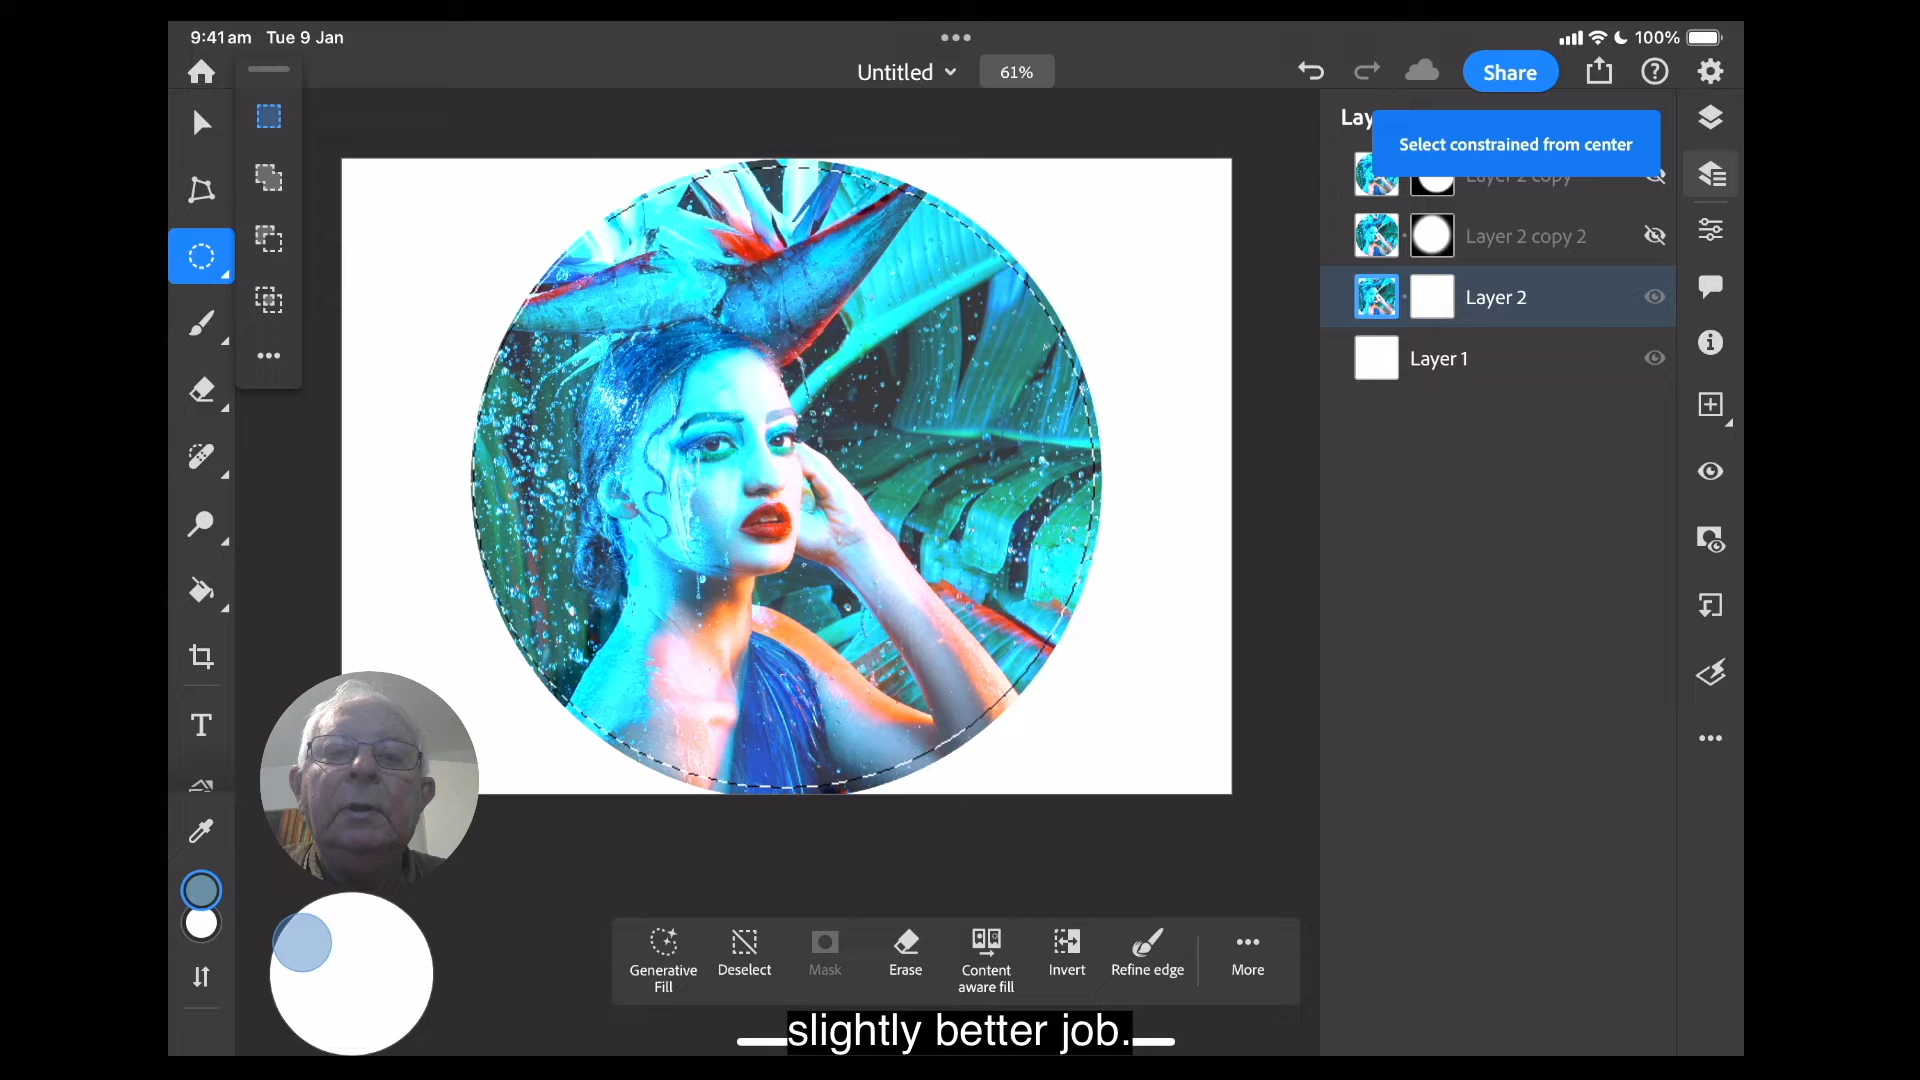 9:41am Tue 9 Jan
100%
Untitled
61%
Share
Lay
Select constrained from center
Layer 2 copy
Layer 2 copy 2
Layer 2
Layer 1
T
Generative
Fill
Deselect
Mask
Erase
Content
aware fill
Invert
Refine edge
More
slightly better job.